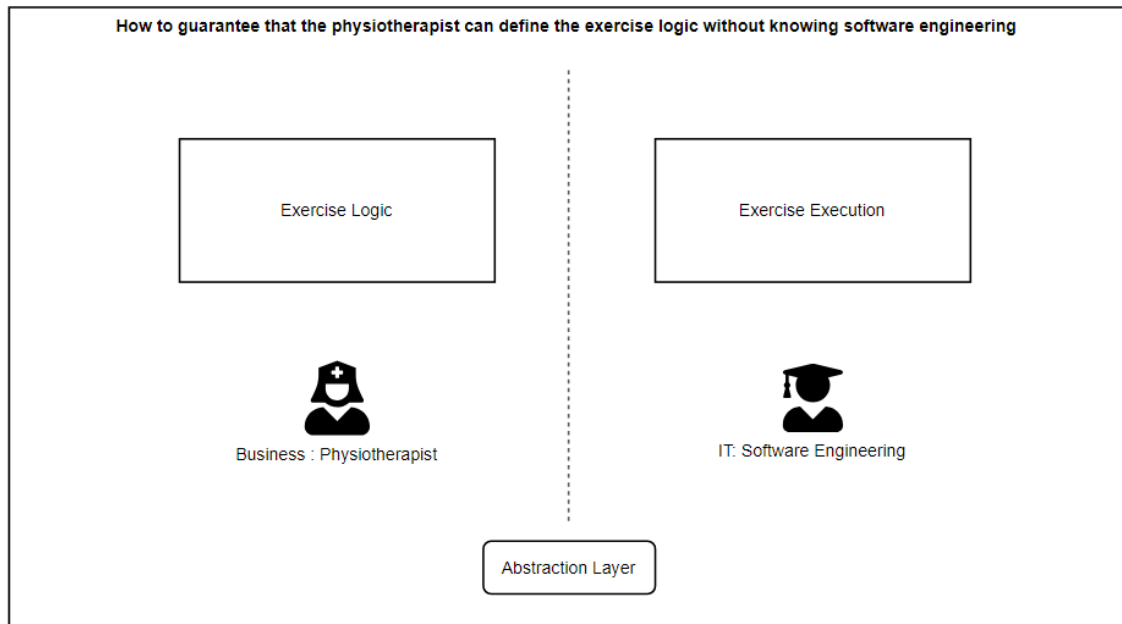 How to guarantee that the physiotherapist can define the exercise logic without knowing software engineering
Exercise Logic
Exercise Execution
Business : Physiotherapist
IT: Software Engineering
Abstraction Layer